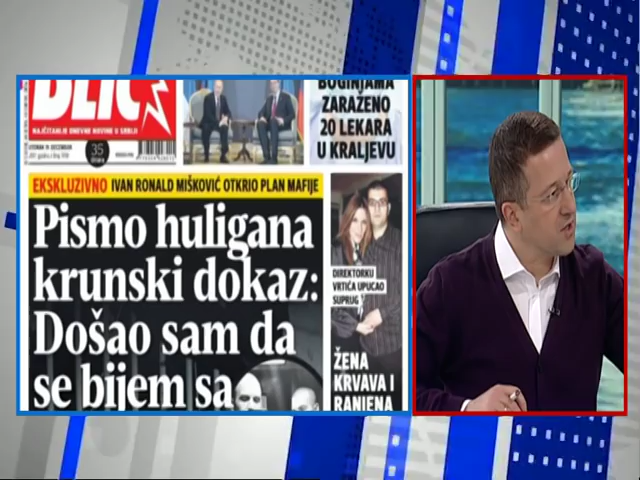 BLIC
NAJČITANIJE DNEVNE NOVINE U SRBIJI
35
BOGINJAMA
ZARAŽENO
20 LEKARA
U KRALJEVU
EKSKLUZIVNO IVAN RONALD MIŠKOVIĆ OTKRIO PLAN MAFIJE
Pismo huligana
krunski dokaz:
Došao sam da
se bijem sa
DIREKTORKU
VRTIĆA UPUCAO
SUPRUG
ŽENA
KRVAVA I
RANJENA